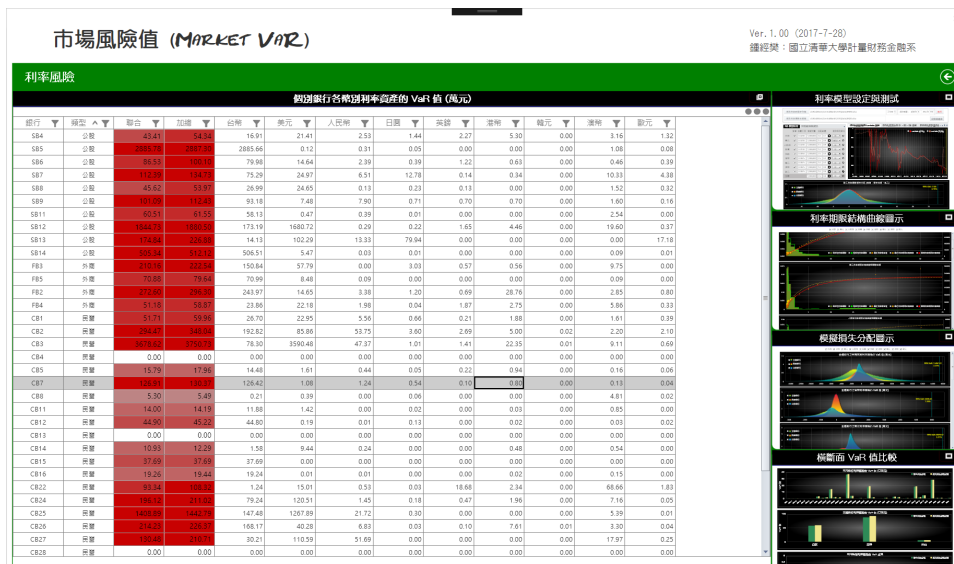 市場風險值 (MARKET VAR)
Ver.1.00 (2017-7-28)
鍾經樊：國立清華大學計量財務金融系
利率風險
個別銀行各幣別利率資產的 VaR 值 (萬元)
銀行 類型 聯合 加總 台幣 美元 人民幣 日圓 英鎊 港幣 韓元 澳幣 歐元
SB4 公股 43.41 54.34 16.91 21.41 2.53 1.44 2.27 5.30 0.00 3.16 1.32
SB5 公股 2885.66 0.12 0.31 0.05 0.00 0.00 0.00 1.08 0.08
SB6 公股 86.53 100.10 79.98 14.64 2.39 0.39 1.22 0.63 0.00 0.46 0.39
SB7 公股 112.39 134.73 75.29 24.97 6.51 12.78 0.14 0.34 0.00 10.33 4.38
SB8 公股 45.62 53.97 26.99 24.65 0.13 0.23 0.13 0.00 0.00 1.52 0.32
SB9 公股 101.09 112.43 93.18 7.48 7.90 0.71 0.70 0.70 0.00 1.60 0.16
SB11 公股 60.51 61.55 58.13 0.47 0.39 0.01 0.00 0.00 0.00 2.54 0.00
SB12 公股 173.19 1680.72 0.29 0.22 1.65 4.46 0.00 19.60 0.37
SB13 公股 174.84 226.88 14.13 102.29 13.33 79.94 0.00 0.00 0.00 0.00 17.18
SB14 公股 512.12 506.51 5.47 0.03 0.01 0.00 0.00 0.00 0.09 0.01
FB3 外商 222.54 150.84 57.79 0.00 3.03 0.57 0.56 0.00 9.75 0.00
FB5 外商 70.86 79.64 70.99 8.48 0.09 0.00 0.00 0.00 0.00 0.09 0.00
FB2 外商 243.97 14.65 3.38 1.20 0.69 28.76 0.00 2.85 0.80
FB4 外商 51.18 58.87 23.86 22.18 1.98 0.04 1.87 2.75 0.00 5.86 0.33
CB1 民營 51.71 59.96 26.70 22.95 5.56 0.66 0.21 1.88 0.00 1.61 0.39
CB2 民營 294.47 348.04 192.82 85.86 53.75 3.60 2.69 5.00 0.02 2.20 2.10
CB3 民營 78.30 3590.48 47.37 1.01 1.41 22.35 0.01 9.11 0.69
CB4 民營 0.00 0.00 0.00 0.00 0.00 0.00 0.00 0.00 0.00 0.00 0.00
CB5 民營 15.79 17.96 14.48 1.61 0.44 0.05 0.22 0.94 0.00 0.16 0.06
CB7 民營 130.37 126.42 1.08 1.24 0.54 0.10 0.80 0.00 0.13 0.04
CB8 民營 5.30 5.49 0.21 0.39 0.00 0.06 0.00 0.00 0.00 4.81 0.02
CB11 民營 14.00 14.19 11.88 1.42 0.00 0.02 0.00 0.03 0.00 0.85 0.00
CB12 民營 44.90 45.22 44.80 0.19 0.01 0.13 0.00 0.02 0.00 0.03 0.02
CB13 民營 0.00 0.00 0.00 0.00 0.00 0.00 0.00 0.00 0.00 0.00 0.00
CB14 民營 10.93 12.29 1.58 9.44 0.24 0.00 0.00 0.48 0.00 0.54 0.00
CB15 民營 37.69 37.69 37.69 0.00 0.00 0.00 0.00 0.00 0.00 0.00 0.00
CB16 民營 19.26 19.44 19.24 0.01 0.01 0.00 0.00 0.02 0.00 0.15 0.00
CB22 民營 93.34 108.32 1.24 15.01 0.53 0.03 18.68 2.34 0.00 68.66 1.83
CB24 民營 211.02 79.24 120.51 1.45 0.18 0.47 1.96 0.00 7.16 0.05
CB25 民營 1442.79 147.48 1267.89 21.72 0.30 0.00 0.00 0.00 5.39 0.01
CB26 民營 214.23 226.37 168.17 40.28 6.83 0.03 0.10 7.61 0.01 3.30 0.04
CB27 民營 210.71 30.21 110.59 51.69 0.00 0.00 0.00 0.00 17.97 0.25
CB28 民營 0.00 0.00 0.00 0.00 0.00 0.00 0.00 0.00 0.00 0.00 0.00
利率模型設定與測試
利率期限結構曲線圖示
模擬損失分配圖示
橫斷面 VaR 值比較